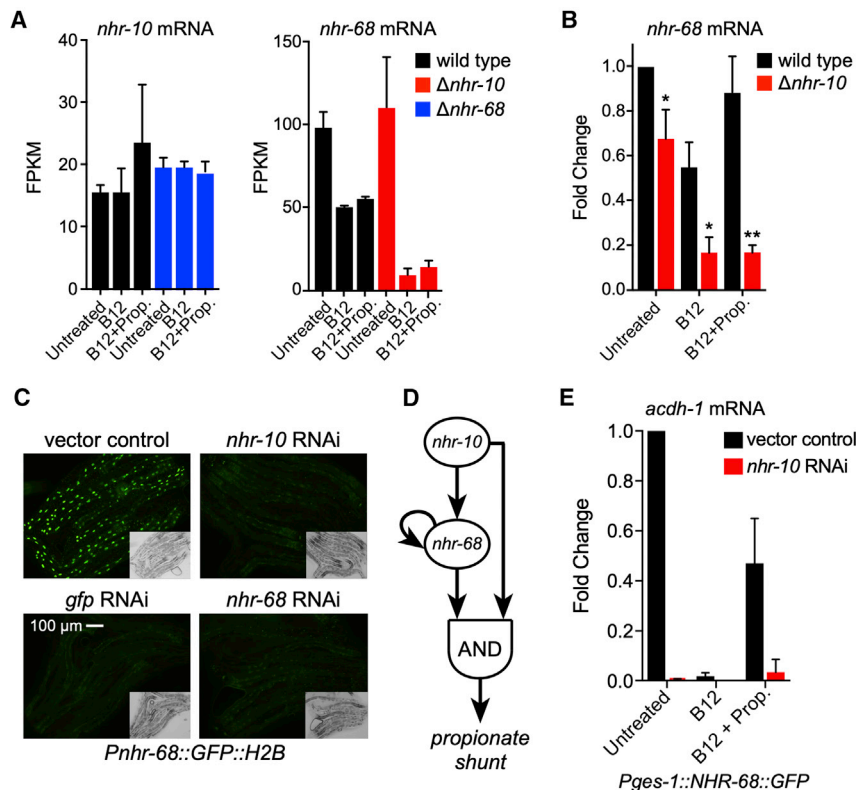 A
nhr-10 mRNA
FPKM
40
30
20
10
0
Untreated
B12
B12+Prop.
Untreated
B12
B12+Prop.
nhr-68 mRNA
FPKM
150
100
50
0
Untreated
B12
B12+Prop.
Untreated
B12
B12+Prop.
wild type
Δnhr-10
Δnhr-68
B
nhr-68 mRNA
wild type
Δnhr-10
Fold Change
1.0
0.8
0.6
0.4
0.2
0
*
*
**
Untreated
B12
B12+Prop.
C
vector control
nhr-10 RNAi
gfp RNAi
nhr-68 RNAi
100 µm
Pnhr-68::GFP::H2B
D
nhr-10
nhr-68
AND
propionate
shunt
E
acdh-1 mRNA
vector control
nhr-10 RNAi
Fold Change
1.0
0.8
0.6
0.4
0.2
0.0
Untreated
B12
B12 + Prop.
Pges-1::NHR-68::GFP